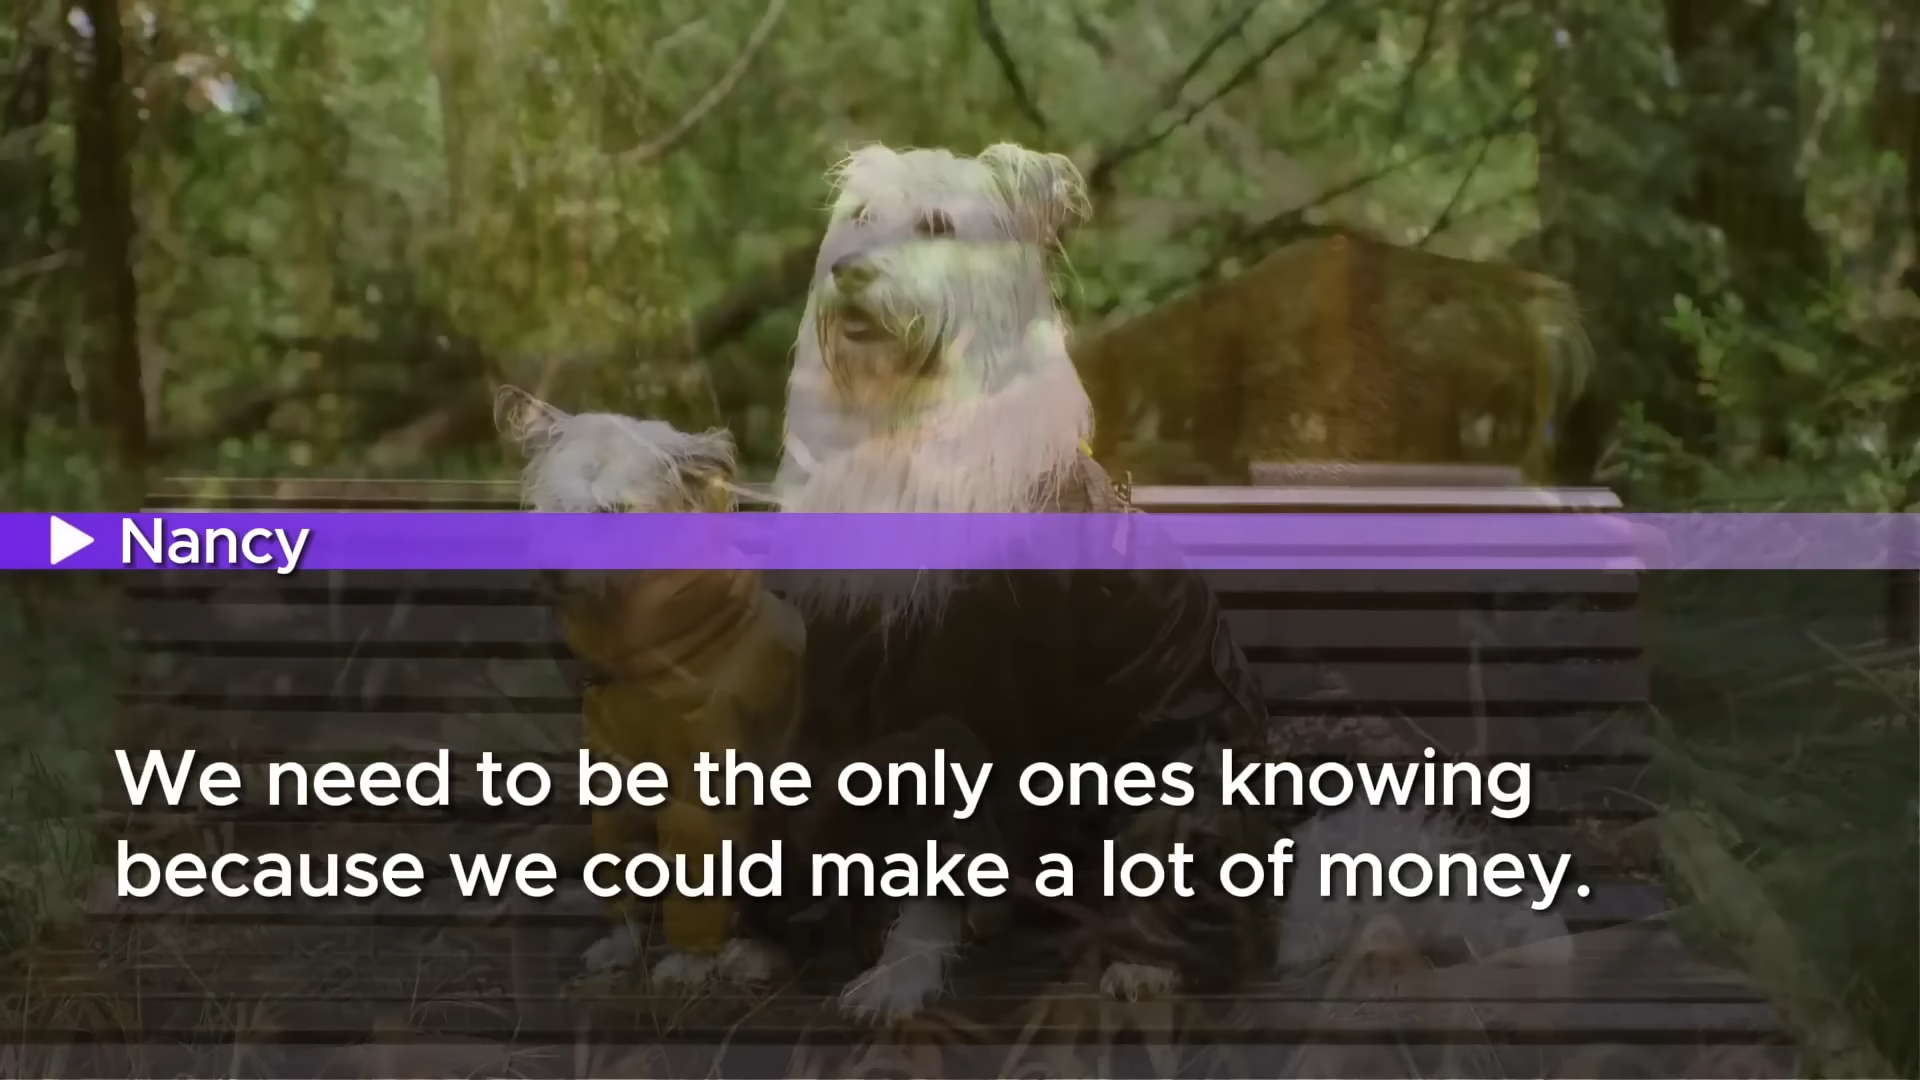 Nancy
We need to be the only ones knowing
because we could make a lot of money.